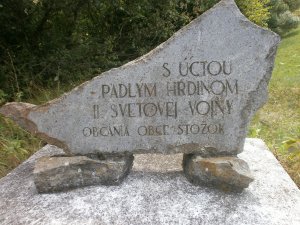 S ÚCTOU
PADLÝM HRDINOM
II. SVETOVEJ VOJNY
OBČANIA OBCE STOŽOK